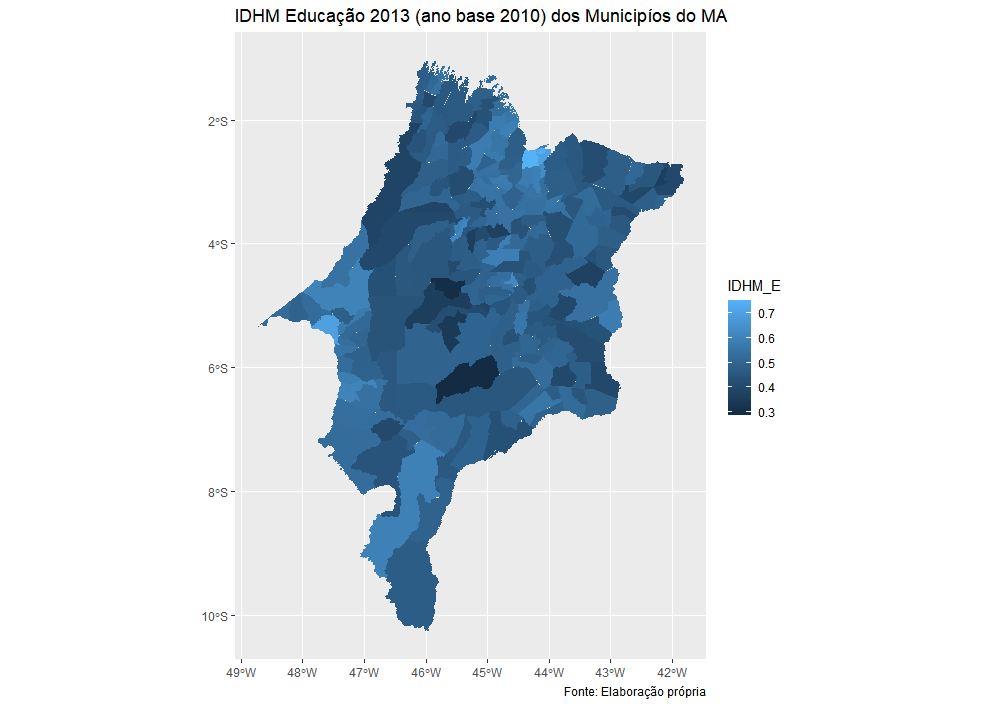 IDHM Educação 2013 (ano base 2010) dos Municipíos do MA
2°S
4°S
6°S
8°S
10°S
49°W 48°W 47°W 46°W 45°W 44°W 43°W 42°W
IDHM_E
0.7
0.6
0.5
0.4
0.3
Fonte: Elaboração própria